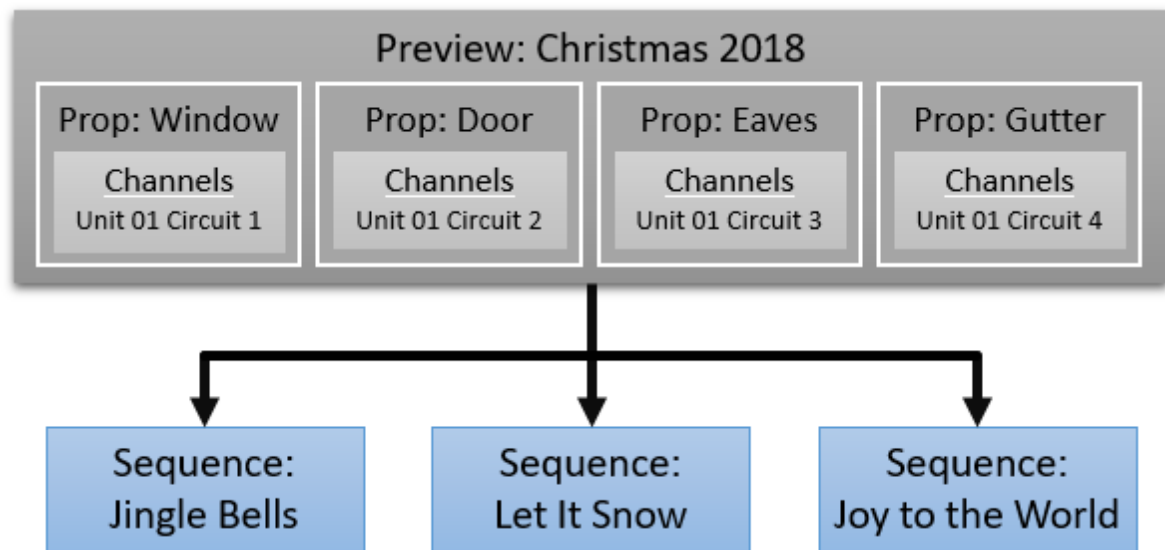 Preview: Christmas 2018
Prop: Window
Channels
Unit 01 Circuit 1
Prop: Door
Channels
Unit 01 Circuit 2
Prop: Eaves
Channels
Unit 01 Circuit 3
Prop: Gutter
Channels
Unit 01 Circuit 4
Sequence:
Jingle Bells
Sequence:
Let It Snow
Sequence:
Joy to the World